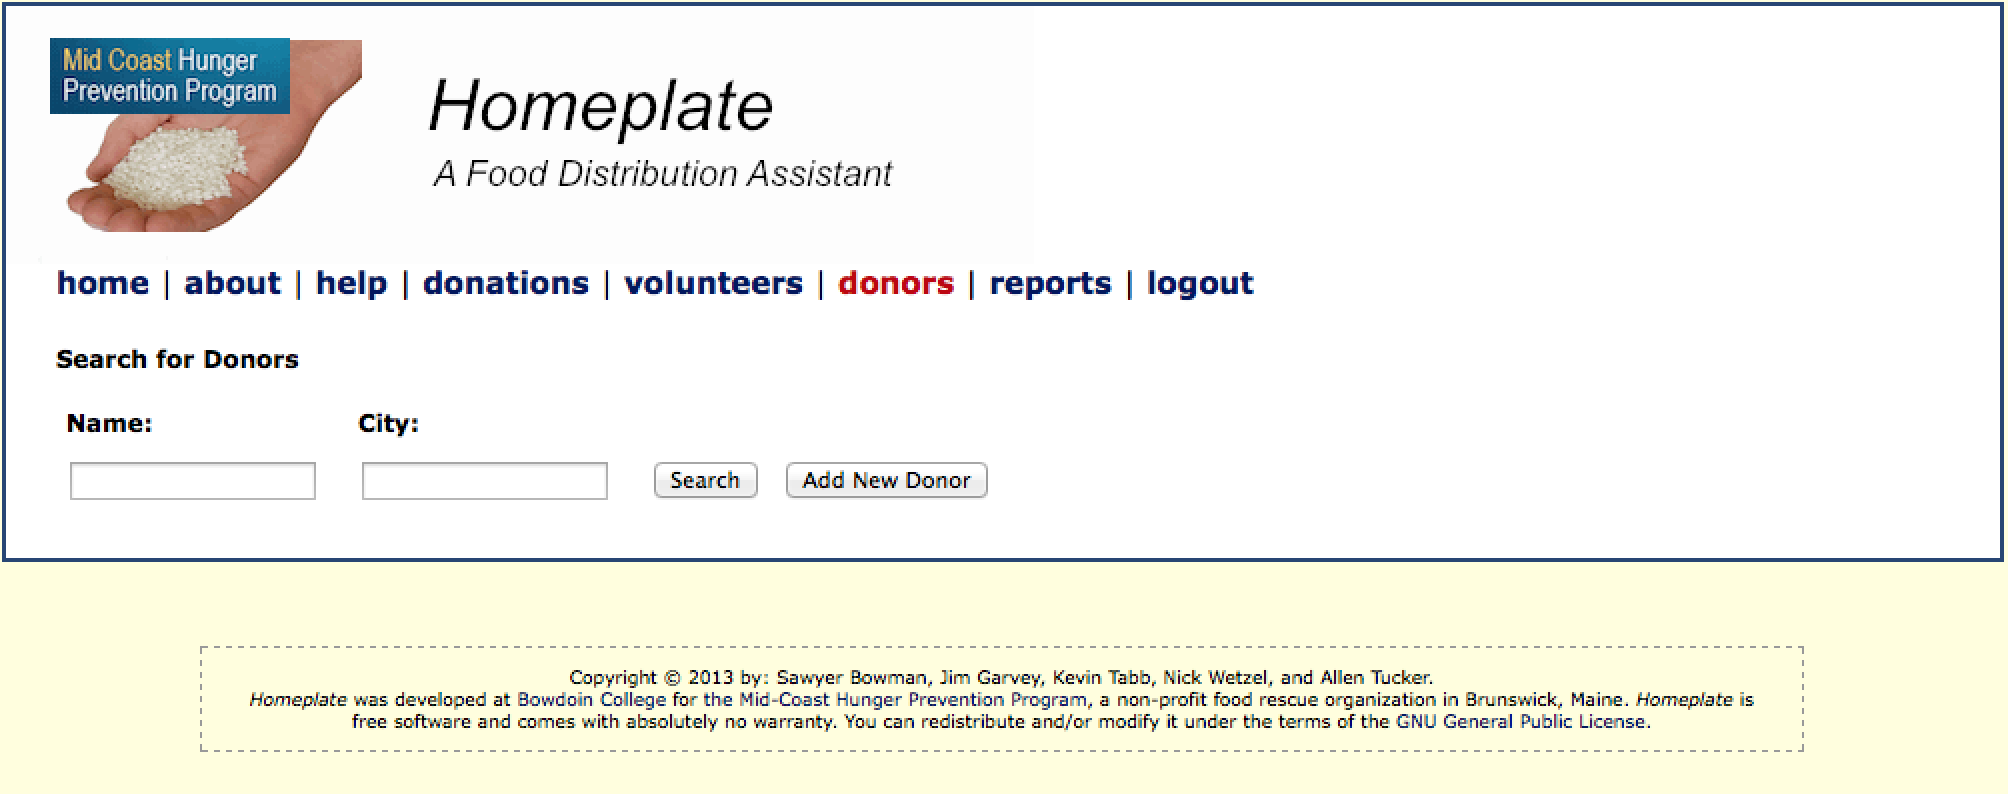 Mid Coast Hunger
Prevention Program
Homeplate
A Food Distribution Assistant
home | about | help | donations | volunteers | donors | reports | logout
Search for Donors
Name: City:
Search Add New Donor
Copyright © 2013 by: Sawyer Bowman, Jim Garvey, Kevin Tabb, Nick Wetzel, and Allen Tucker.
Homeplate was developed at Bowdoin College for the Mid-Coast Hunger Prevention Program, a non-profit food rescue organization in Brunswick, Maine. Homeplate is
free software and comes with absolutely no warranty. You can redistribute and/or modify it under the terms of the GNU General Public License.